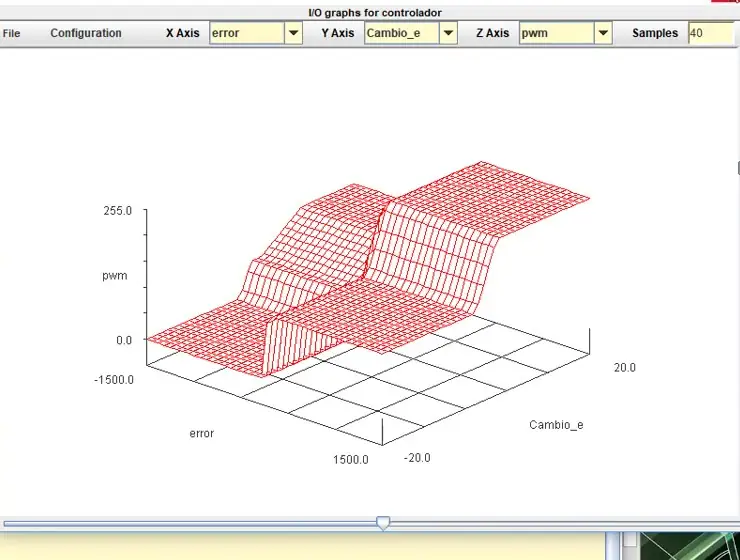 I/O graphs for controlador
File Configuration X Axis error Y Axis Cambio_e Z Axis pwm Samples 40
255.0
pwm
0.0
-1500.0
error
1500.0
-20.0
Cambio_e
20.0